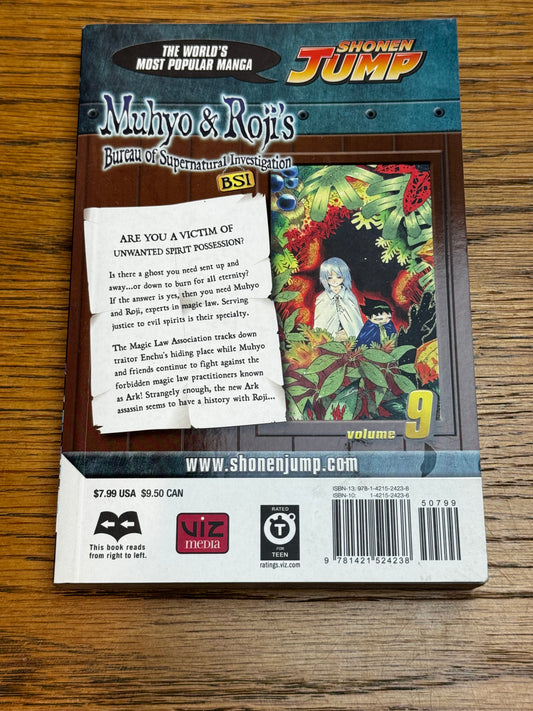 THE WORLD'S
MOST POPULAR MANGA
SHONEN
JUMP
Muhyo & Roji's
Bureau of Supernatural Investigation
BSI
ARE YOU A VICTIM OF
UNWANTED SPIRIT POSSESSION?
Is there a ghost you need sent up and
away...or down to burn for all eternity?
If the answer is yes, then you need Muhyo
and Roji, experts in magic law. Serving
justice to evil spirits is their specialty.
The Magic Law Association tracks down
traitor Enchu's hiding place while Muhyo
and friends continue to fight against the
forbidden magic law practitioners known
as Ark! Strangely enough, the new Ark
assassin seems to have a history with Roji...
volume 9
www.shonenjump.com
$7.99 USA $9.50 CAN
This book reads
from right to left.
VIZ
MEDIA
RATED
T
FOR
TEEN
ratings.viz.com
ISBN-13: 978-1-4215-2423-8
ISBN-10: 1-4215-2423-6
50799
9 781421 524238